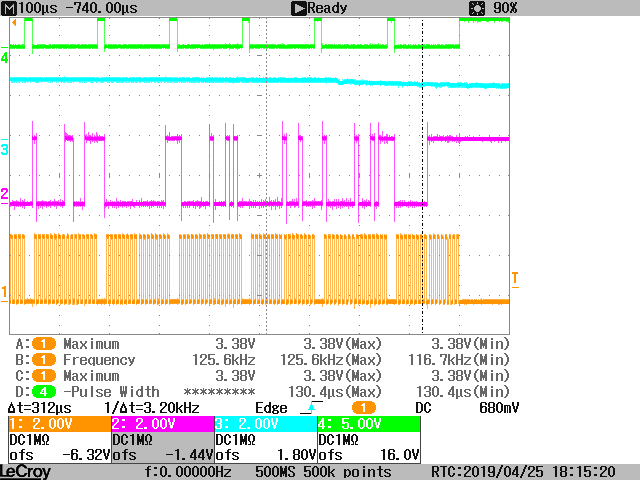 M 100µs -740.00µs Ready 90%
4
3
2
1
T
A: 1 Maximum 3.38V 3.38V(Max) 3.38V(Min)
B: 1 Frequency 125.6kHz 125.6kHz(Max) 116.7kHz(Min)
C: 1 Maximum 3.38V 3.38V(Max) 3.38V(Min)
D: 4 -Pulse Width ********* 130.4µs(Max) 130.4µs(Min)
Δt=312µs 1/Δt=3.20kHz Edge 1 DC 680mV
1: 2.00V 2: 2.00V 3: 2.00V 4: 5.00V
DC1MΩ DC1MΩ DC1MΩ DC1MΩ
ofs -6.32V ofs -1.44V ofs 1.80V ofs 16.0V
LeCroy f:0.00000Hz 500MS 500k points RTC:2019/04/25 18:15:20